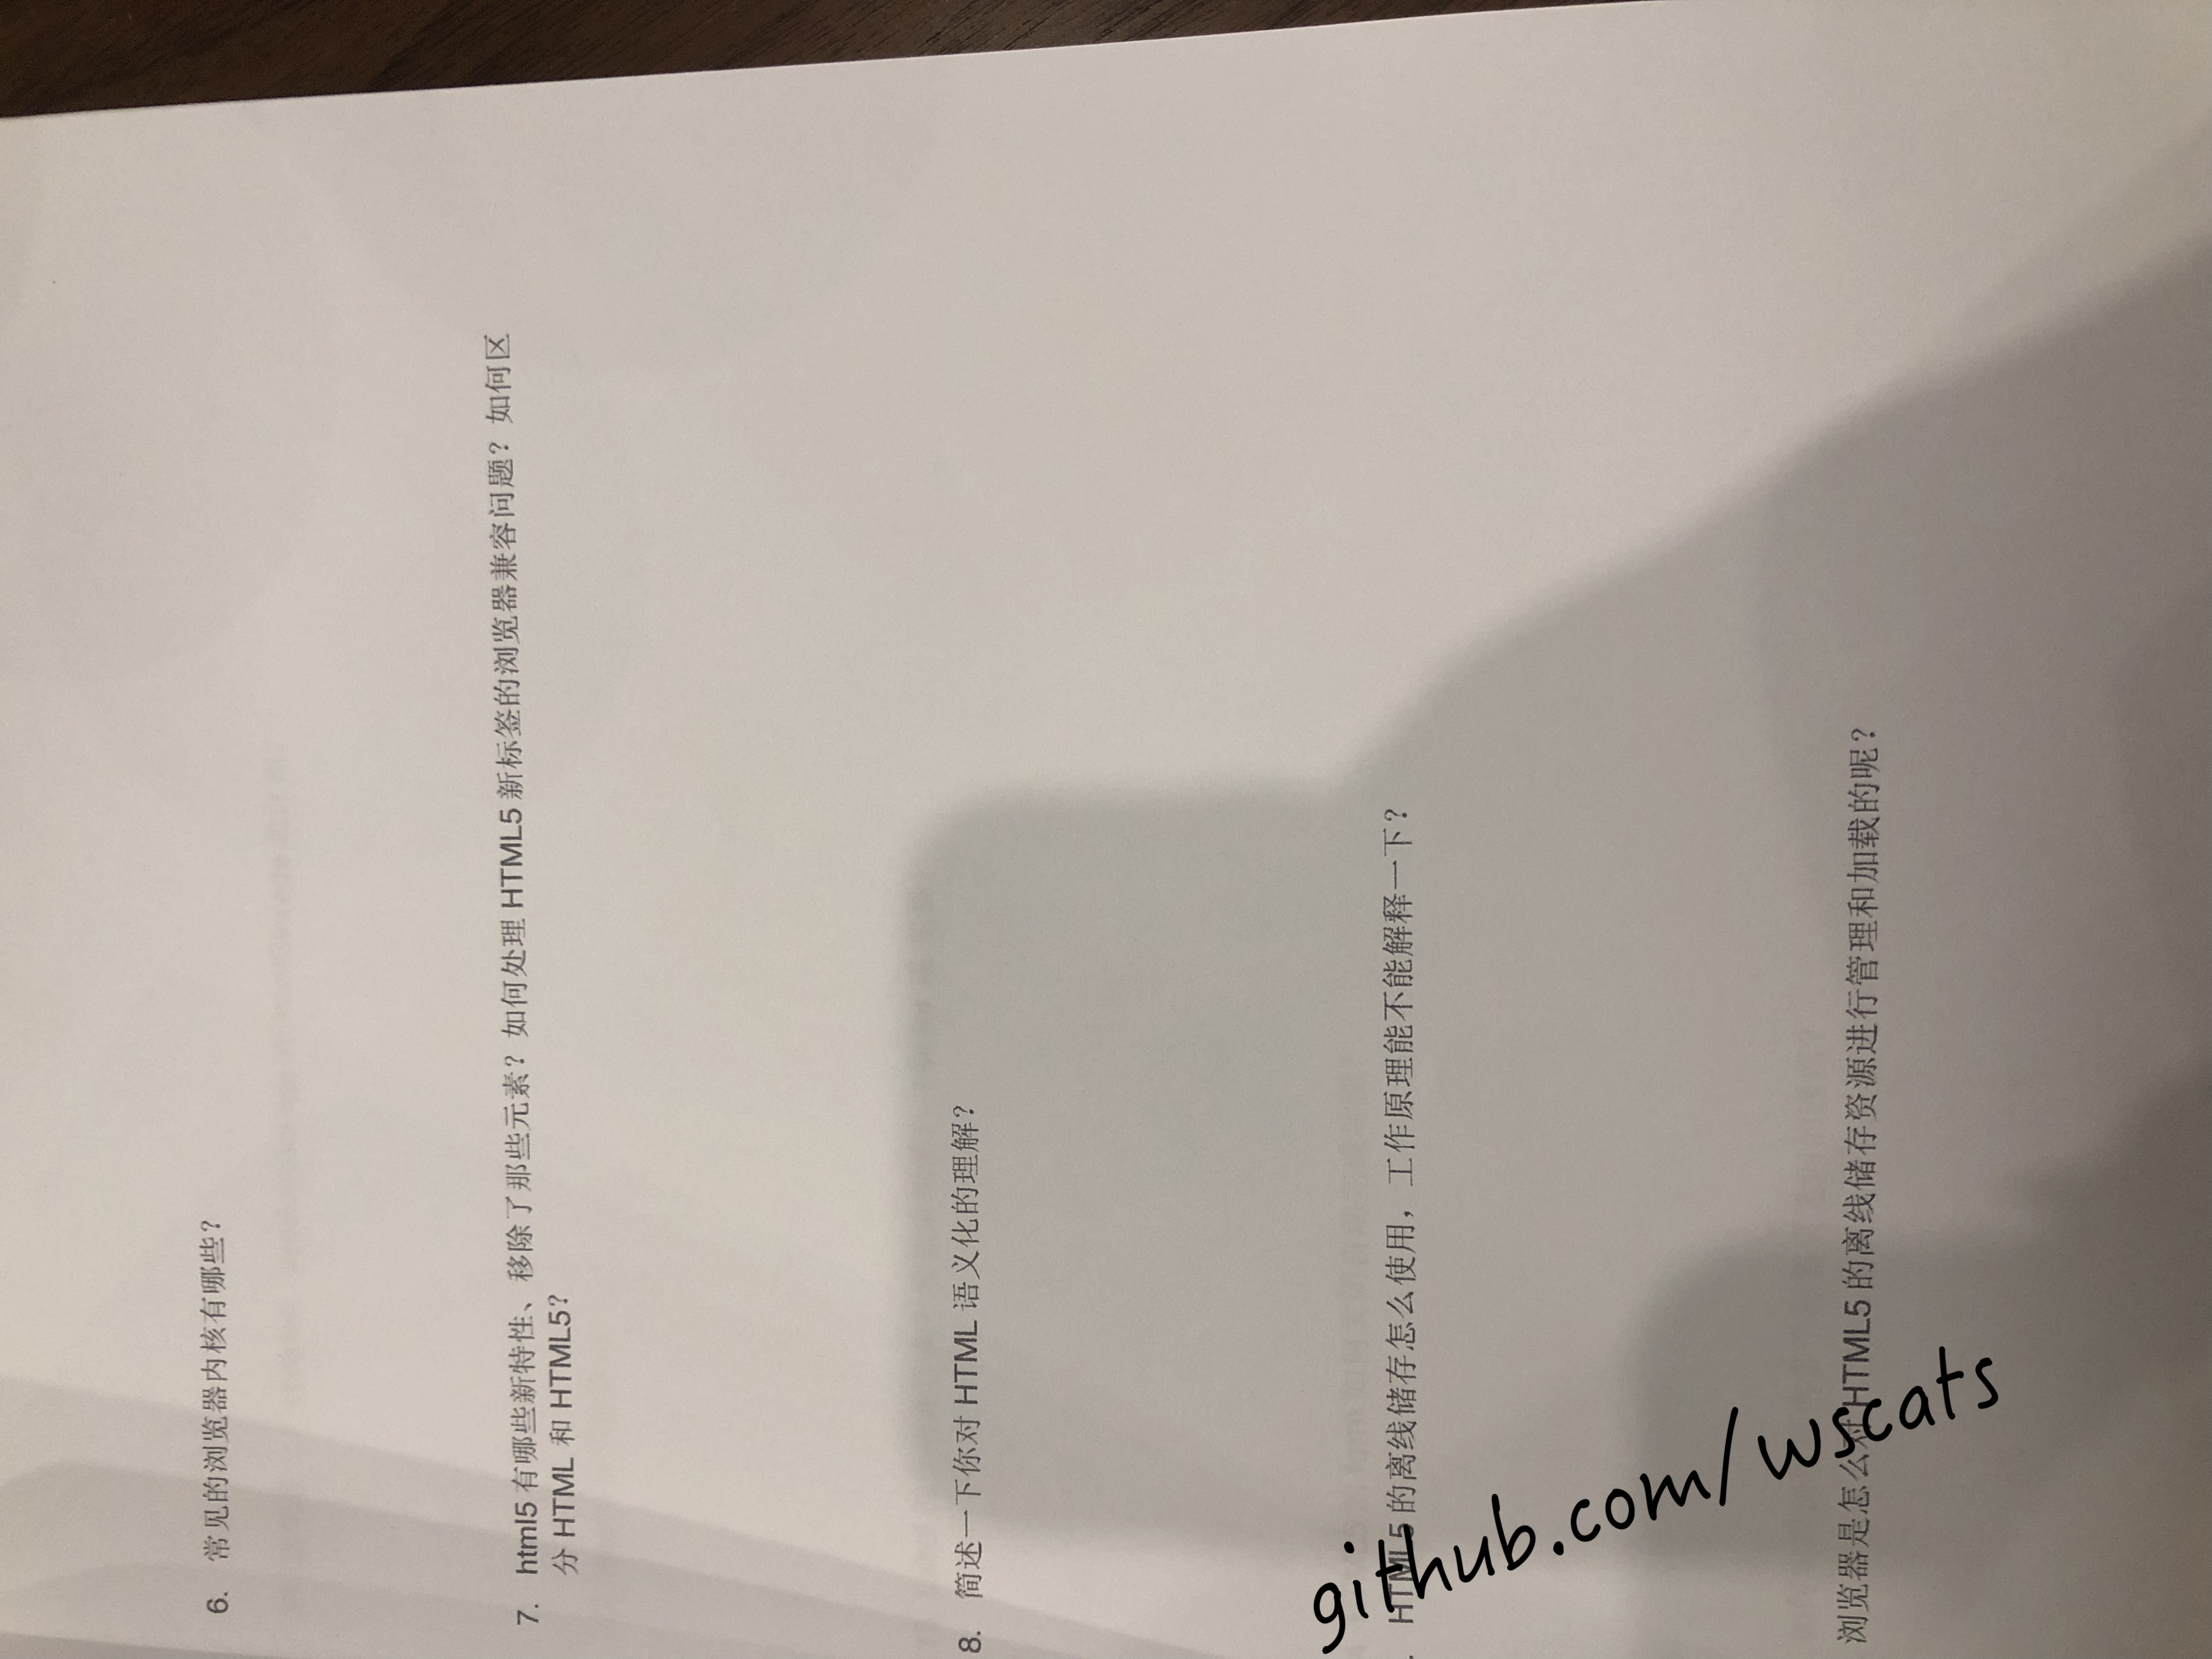 6. 常见的浏览器内核有哪些？
7. html5 有哪些新特性、移除了那些元素？如何处理 HTML5 新标签的浏览器兼容问题？如何区
分 HTML 和 HTML5？
8. 简述一下你对 HTML 语义化的理解？
. HTML5 的离线储存怎么使用，工作原理能不能解释一下？
浏览器是怎么对 HTML5 的离线储存资源进行管理和加载的呢？
github.com/wscats